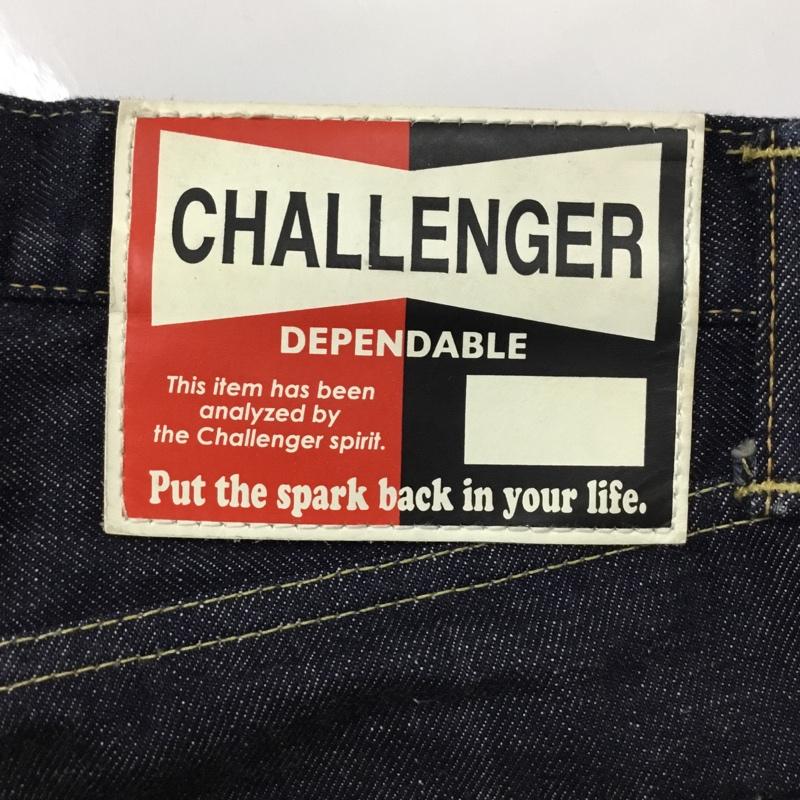 CHALLENGER
DEPENDABLE
This item has been
analyzed by
the Challenger spirit.
Put the spark back in your life.